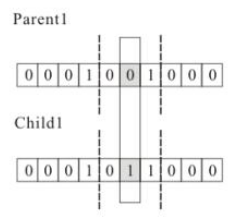 Parent1
0 0 0 1 0 0 1 0 0 0
Child1
0 0 0 1 0 1 1 0 0 0